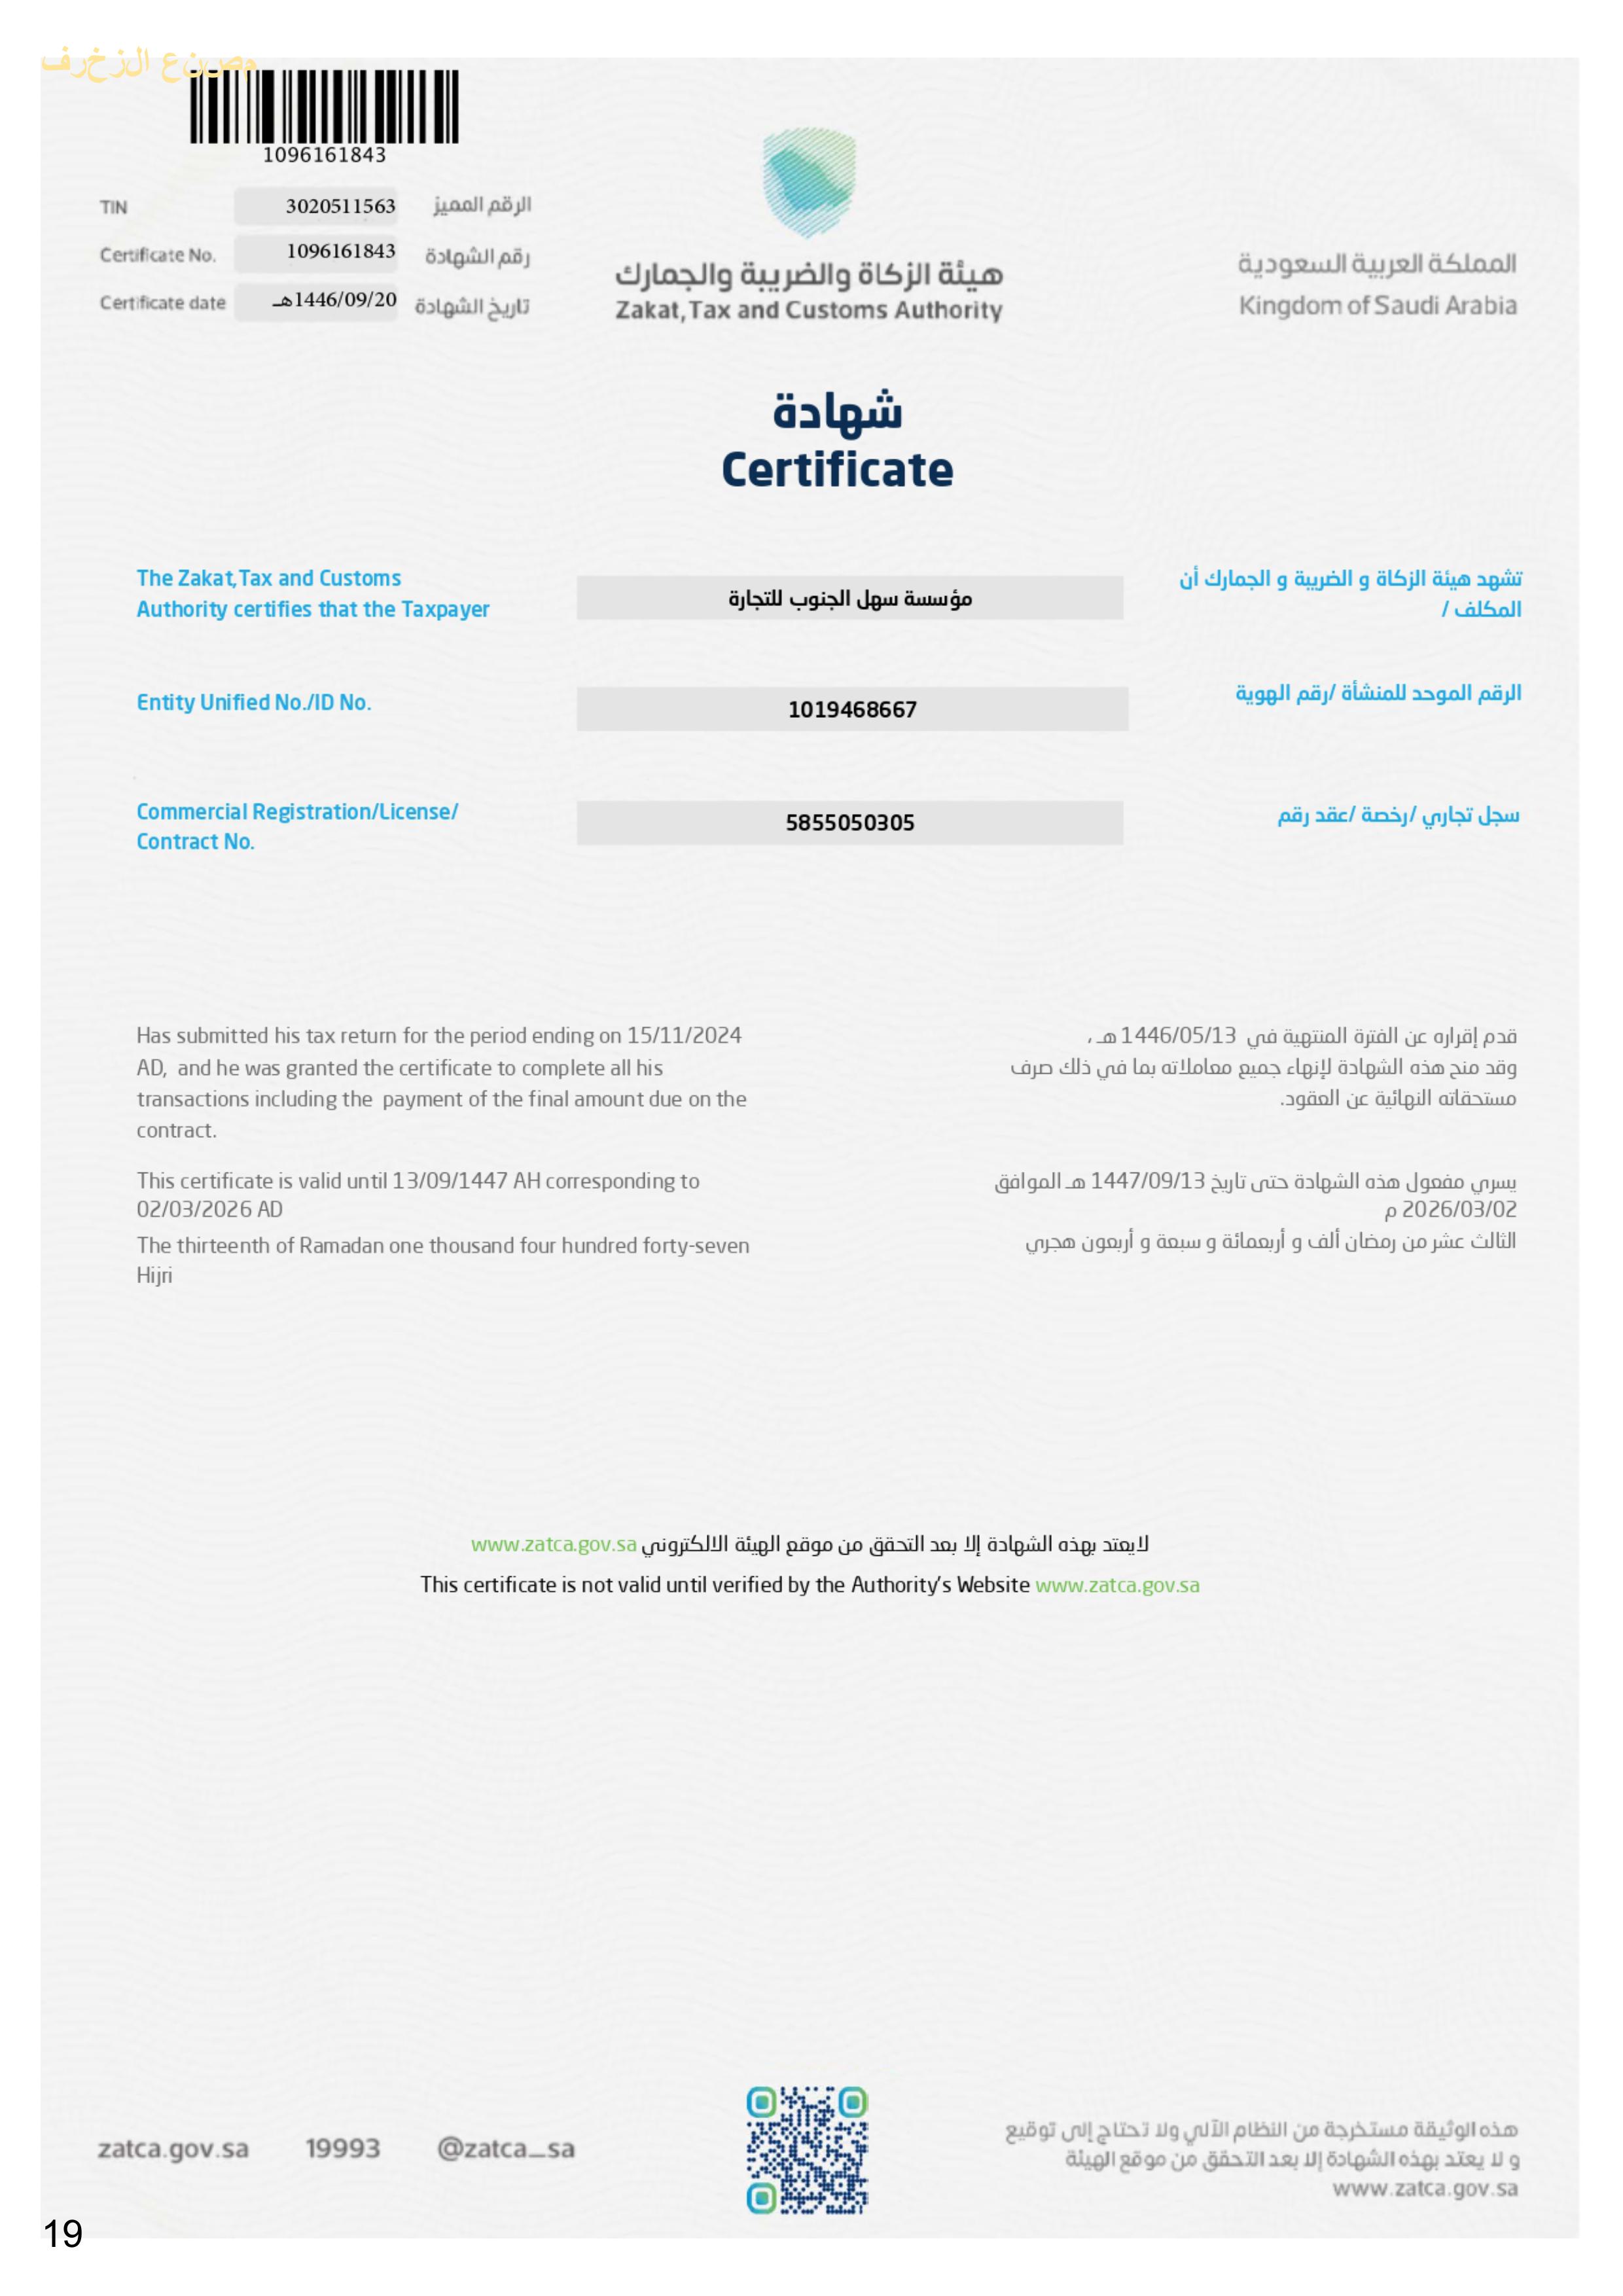 مصنع الزخرف
1096161843
TIN 3020511563 الرقم المميز
Certificate No. 1096161843 رقم الشهادة
Certificate date 1446/09/20هـ تاريخ الشهادة
هيئة الزكاة والضريبة والجمارك
Zakat, Tax and Customs Authority
المملكة العربية السعودية
Kingdom of Saudi Arabia
شهادة
Certificate
The Zakat,Tax and Customs
Authority certifies that the Taxpayer
مؤسسة سهل الجنوب للتجارة
تشهد هيئة الزكاة و الضريبة و الجمارك أن
المكلف /
Entity Unified No./ID No.
1019468667
الرقم الموحد للمنشأة /رقم الهوية
Commercial Registration/License/
Contract No.
5855050305
سجل تجاري /رخصة /عقد رقم
Has submitted his tax return for the period ending on 15/11/2024
AD, and he was granted the certificate to complete all his
transactions including the payment of the final amount due on the
contract.
This certificate is valid until 13/09/1447 AH corresponding to
02/03/2026 AD
The thirteenth of Ramadan one thousand four hundred forty-seven
Hijri
قدم إقراره عن الفترة المنتهية في 1446/05/13 هـ ،
وقد منح هذه الشهادة لإنهاء جميع معاملاته بما في ذلك صرف
مستحقاته النهائية عن العقود.
يسري مفعول هذه الشهادة حتى تاريخ 1447/09/13 هـ الموافق
2026/03/02 م
الثالث عشر من رمضان ألف و أربعمائة و سبعة و أربعون هجري
لايعتد بهذه الشهادة إلا بعد التحقق من موقع الهيئة الالكتروني www.zatca.gov.sa
This certificate is not valid until verified by the Authority's Website www.zatca.gov.sa
zatca.gov.sa 19993 @zatca_sa
هذه الوثيقة مستخرجة من النظام الآلي ولا تحتاج إلى توقيع
و لا يعتد بهذه الشهادة إلا بعد التحقق من موقع الهيئة
www.zatca.gov.sa
19